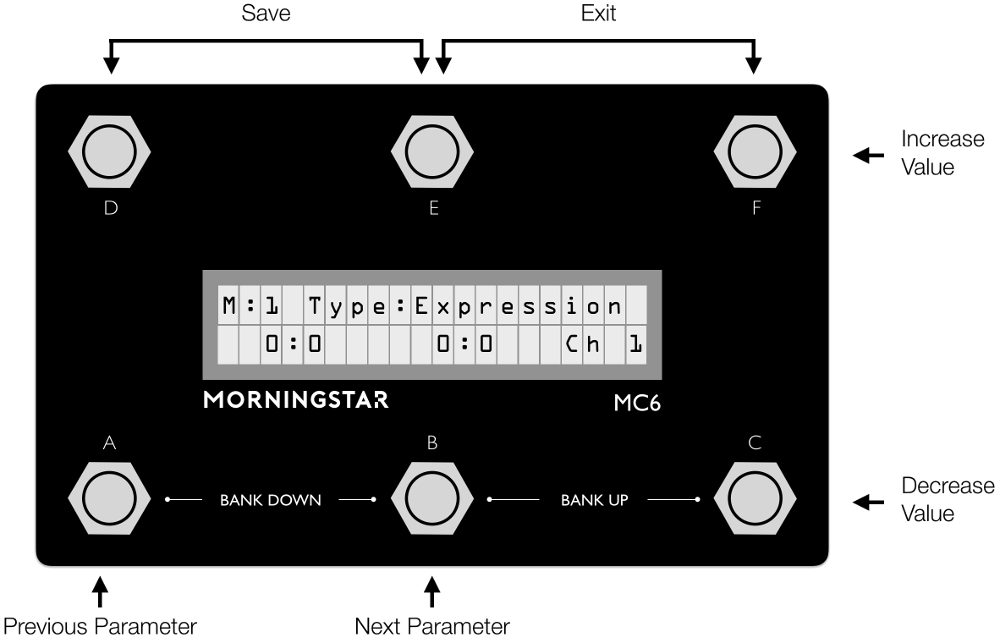 Save
Exit
Increase
Value
D
E
F
M:1 Type:Expression
0:0 0:0 Ch 1
MORNINGSTAR
MC6
A
B
C
BANK DOWN
BANK UP
Decrease
Value
Previous Parameter
Next Parameter